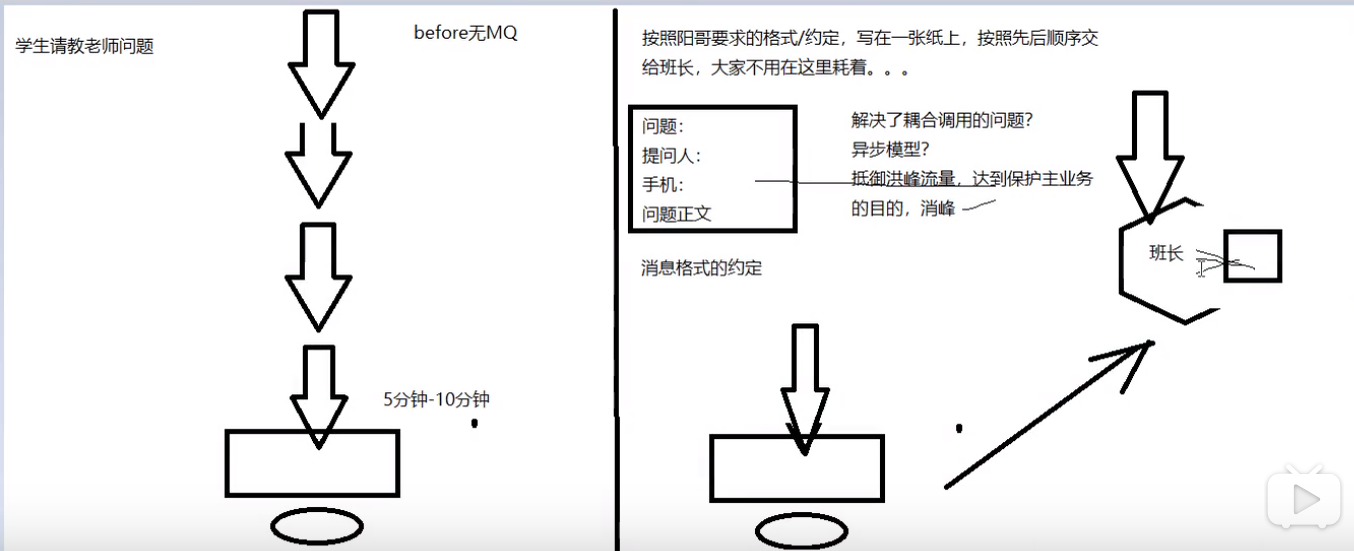 学生请教老师问题
before无MQ
5分钟-10分钟
按照阳哥要求的格式/约定，写在一张纸上，按照先后顺序交
给班长，大家不用在这里耗着。。。
问题：
提问人：
手机：
问题正文
解决了耦合调用的问题？
异步模型？
抵御洪峰流量，达到保护主业务
的目的，消峰
消息格式的约定
班长